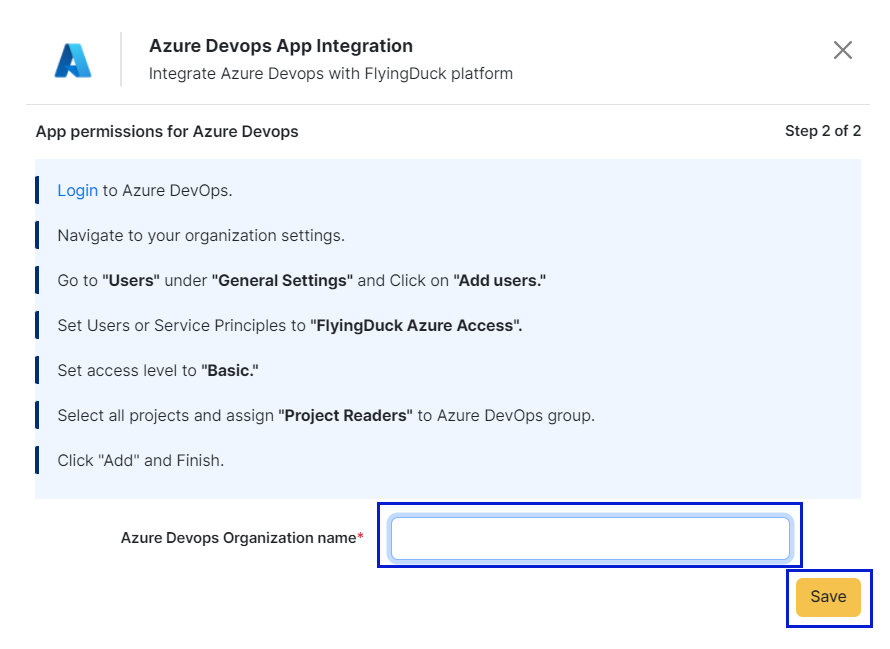 Azure Devops App Integration
Integrate Azure Devops with FlyingDuck platform
App permissions for Azure Devops
Step 2 of 2
Login to Azure DevOps.
Navigate to your organization settings.
Go to "Users" under "General Settings" and Click on "Add users."
Set Users or Service Principles to "FlyingDuck Azure Access".
Set access level to "Basic."
Select all projects and assign "Project Readers" to Azure DevOps group.
Click "Add" and Finish.
Azure Devops Organization name*
Save